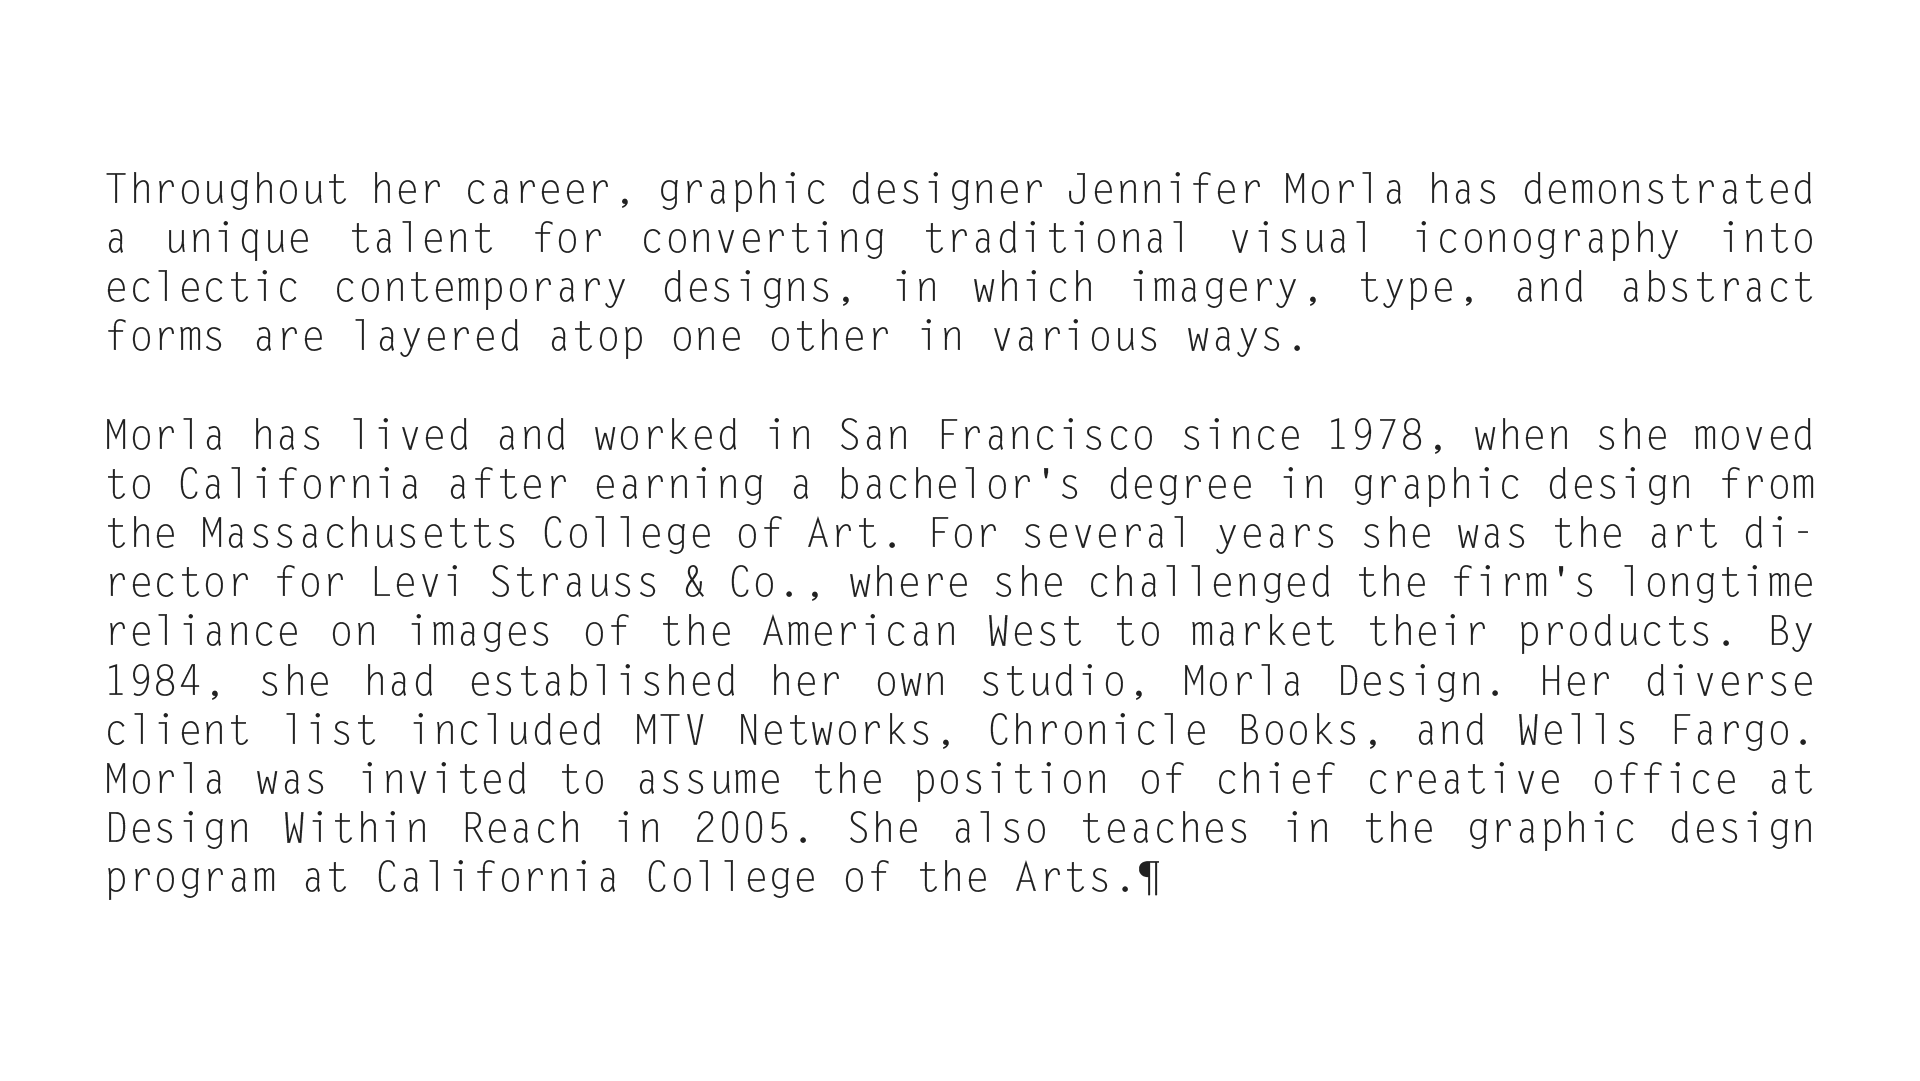 Throughout her career, graphic designer Jennifer Morla has demonstrated
a unique talent for converting traditional visual iconography into
eclectic contemporary designs, in which imagery, type, and abstract
forms are layered atop one other in various ways.

Morla has lived and worked in San Francisco since 1978, when she moved
to California after earning a bachelor's degree in graphic design from
the Massachusetts College of Art. For several years she was the art di-
rector for Levi Strauss & Co., where she challenged the firm's longtime
reliance on images of the American West to market their products. By
1984, she had established her own studio, Morla Design. Her diverse
client list included MTV Networks, Chronicle Books, and Wells Fargo.
Morla was invited to assume the position of chief creative office at
Design Within Reach in 2005. She also teaches in the graphic design
program at California College of the Arts.¶